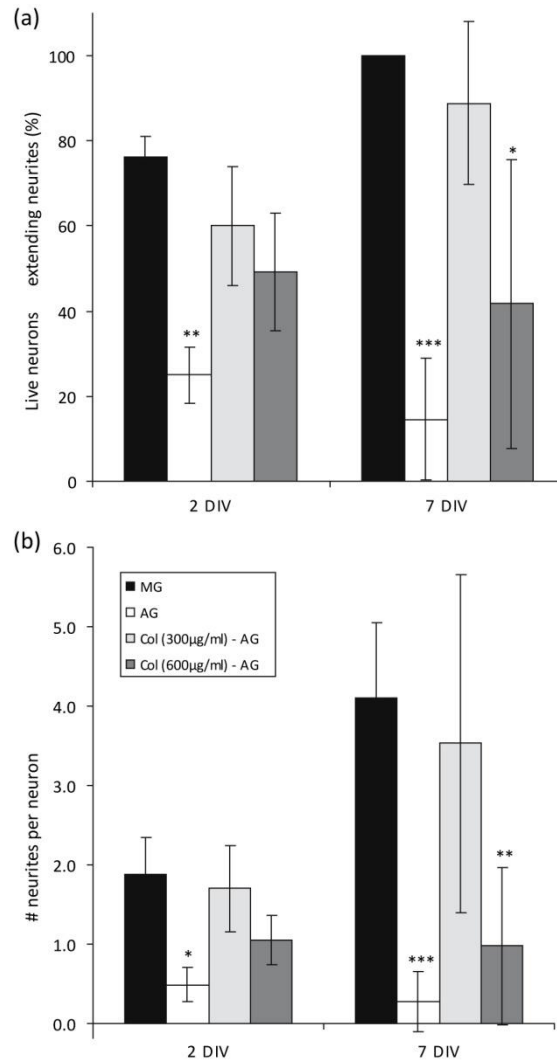 (a)
Live neurons extending neurites (%)
100
80
60
40
20
0
**
***
*
2 DIV
7 DIV
(b)
# neurites per neuron
6.0
5.0
4.0
3.0
2.0
1.0
0.0
MG
AG
Col (300µg/ml) - AG
Col (600µg/ml) - AG
*
***
**
2 DIV
7 DIV